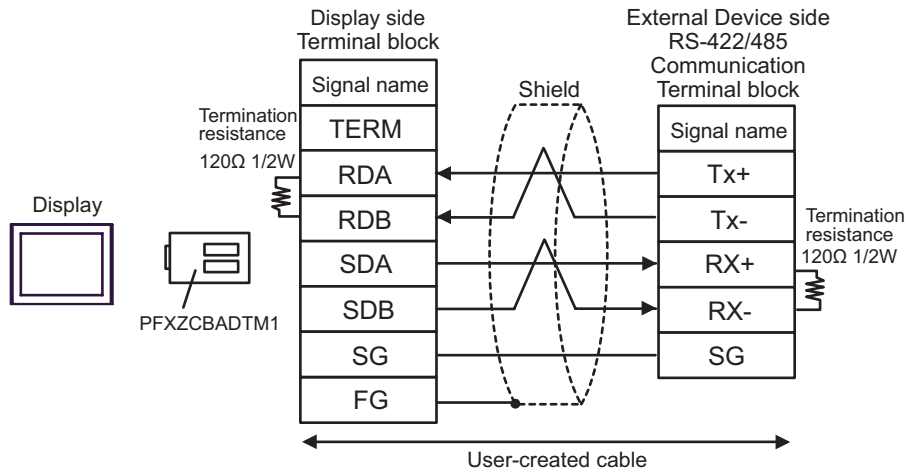 Display side
Terminal block
External Device side
RS-422/485
Communication
Terminal block
Signal name
Shield
Signal name
Termination
resistance
120Ω 1/2W
TERM
RDA
RDB
SDA
SDB
SG
FG
Tx+
Tx-
RX+
RX-
SG
Termination
resistance
120Ω 1/2W
Display
PFXZCBADTM1
User-created cable